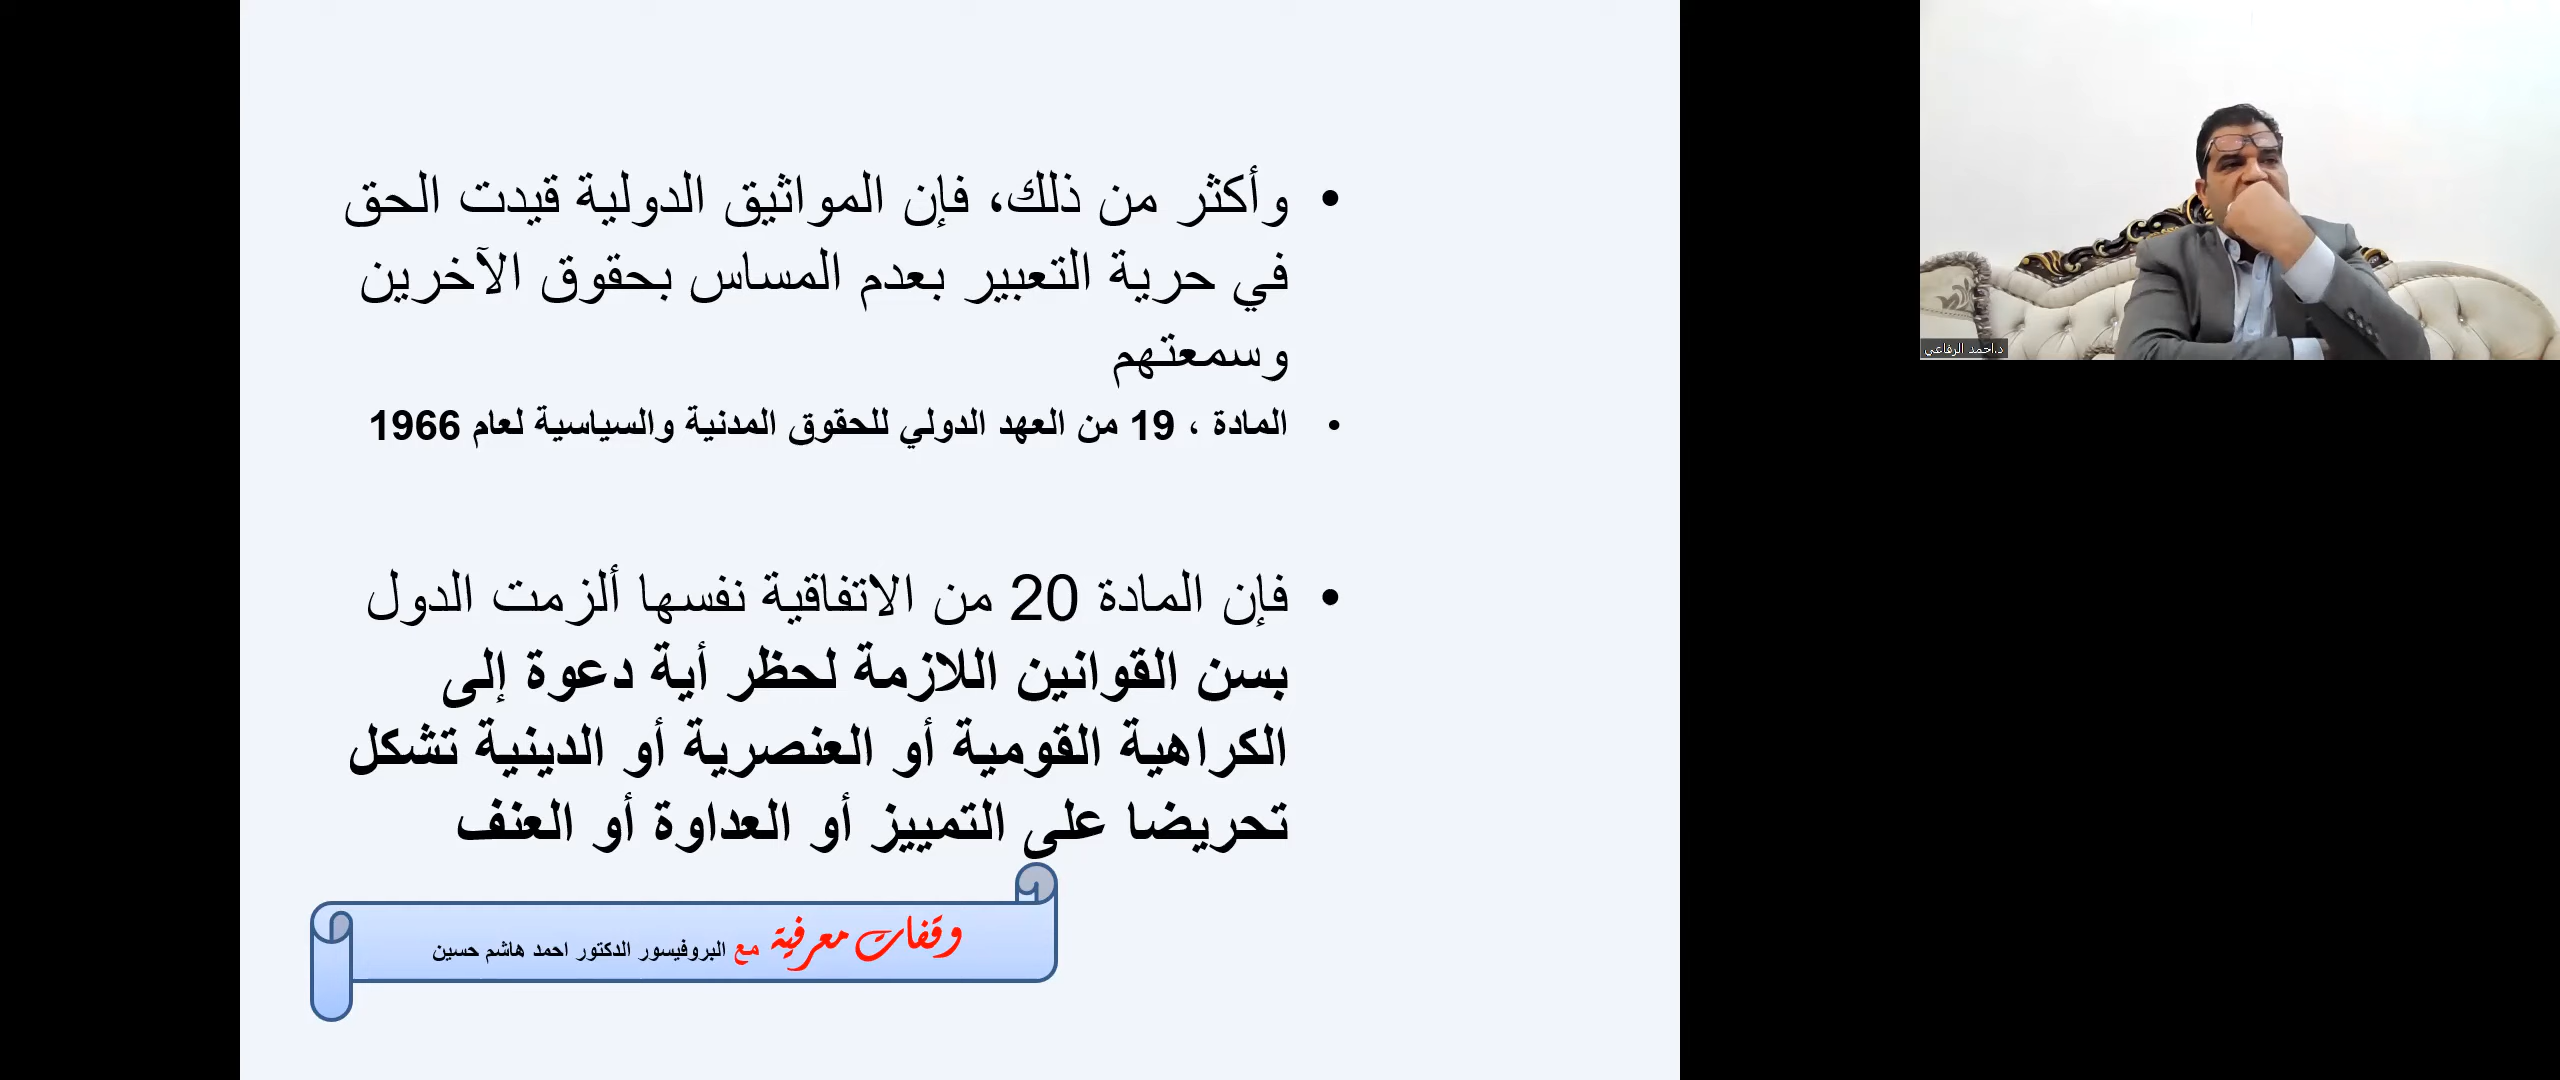 • وأكثر من ذلك، فإن المواثيق الدولية قيدت الحق
في حرية التعبير بعدم المساس بحقوق الآخرين
وسمعتهم
• المادة ، 19 من العهد الدولي للحقوق المدنية والسياسية لعام 1966
• فإن المادة 20 من الاتفاقية نفسها ألزمت الدول
بسن القوانين اللازمة لحظر أية دعوة إلى
الكراهية القومية أو العنصرية أو الدينية تشكل
تحريضا على التمييز أو العداوة أو العنف
وقفات معرفية مع البروفيسور الدكتور احمد هاشم حسين
د.احمد الرفاعي